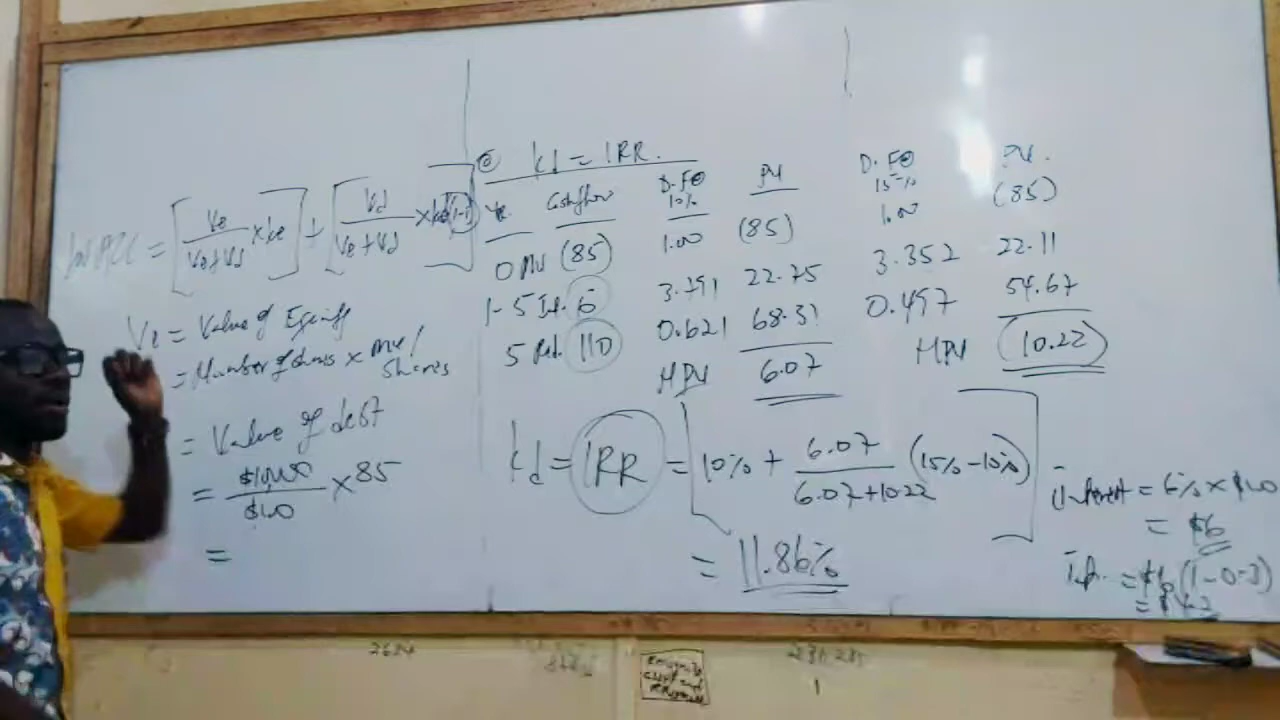 WACC = [Ve / Ve+Vd × ke] + [Vd / Ve+Vd × kd(1-t)]
Ve = Value of Equity
= Number of shares × mv/
Shares
= Value of debt
= $1,000 / $100 × 85
=
kd = IRR.
Yr. Cashflow D.F@ 10% PV
0 MV (85) 1.00 (85)
1-5 Int. 6 3.791 22.75
5 Red. 110 0.621 68.31
NPV 6.07
D.F@ 15% PV.
1.00 (85)
3.352 22.11
0.497 54.67
NPV (10.22)
kd = IRR = [10% + 6.07 / 6.07+10.22 (15%-10%)]
= 11.86%
Interest = 6% × $100
= $6
= $6(1-0.3)
2684